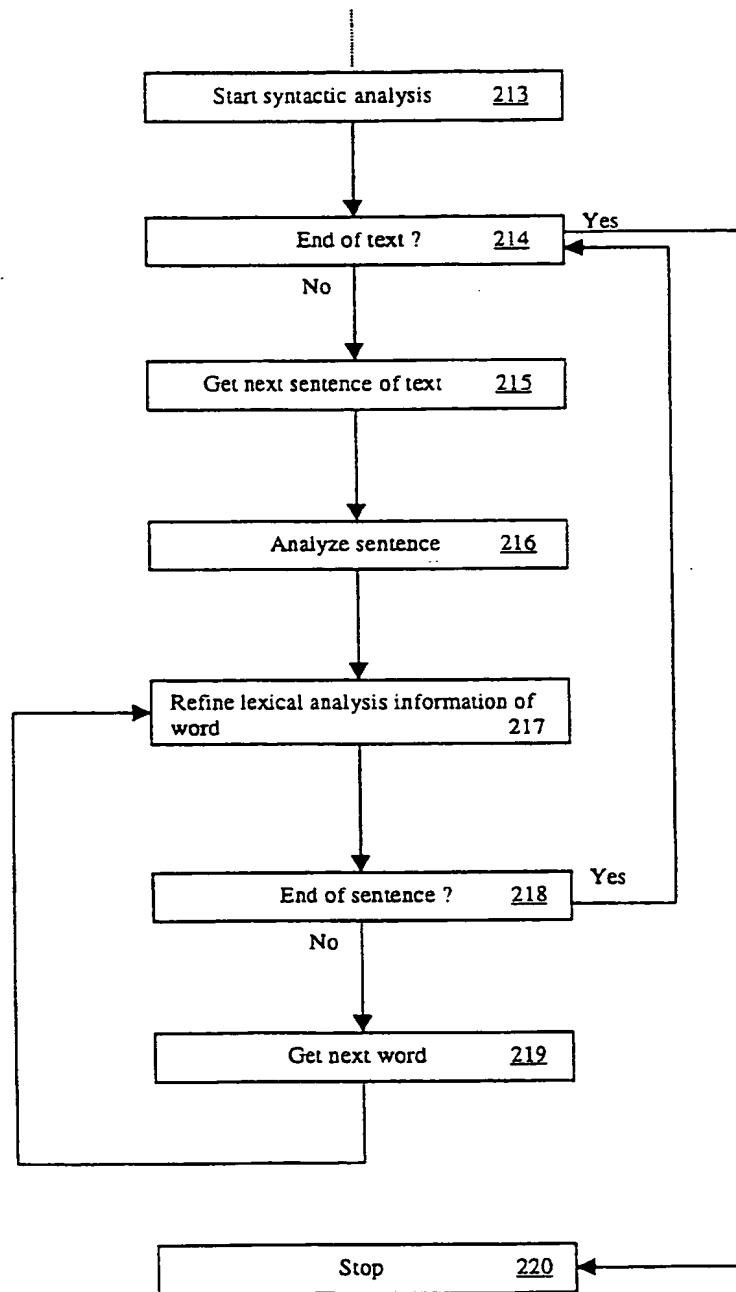 Start syntactic analysis 213
Yes
End of text ? 214
No
Get next sentence of text 215
Analyze sentence 216
Refine lexical analysis information of
word 217
Yes
End of sentence ? 218
No
Get next word 219
Stop 220